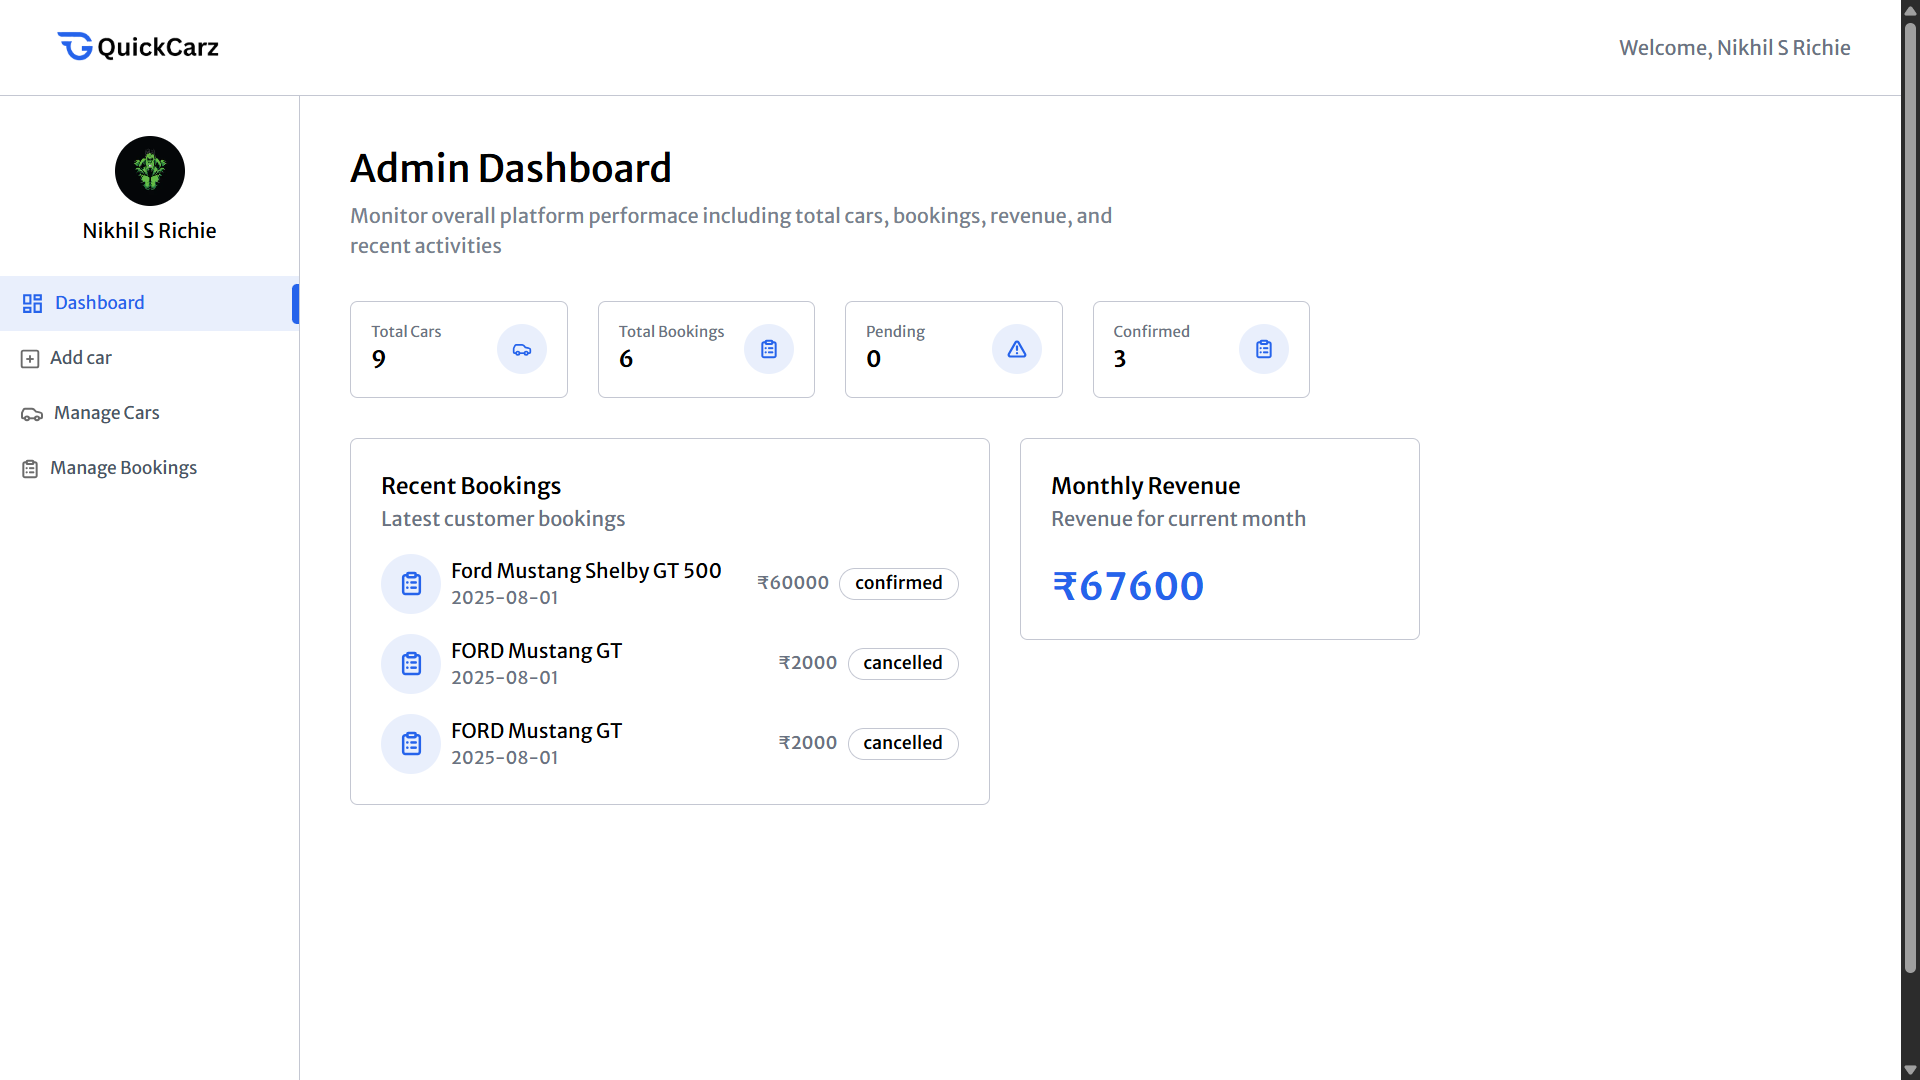 QuickCarz
Welcome, Nikhil S Richie
Nikhil S Richie
Dashboard
Add car
Manage Cars
Manage Bookings
Admin Dashboard
Monitor overall platform performace including total cars, bookings, revenue, and
recent activities
Total Cars
9
Total Bookings
6
Pending
0
Confirmed
3
Recent Bookings
Latest customer bookings
Ford Mustang Shelby GT 500
2025-08-01
₹60000
confirmed
FORD Mustang GT
2025-08-01
₹2000
cancelled
FORD Mustang GT
2025-08-01
₹2000
cancelled
Monthly Revenue
Revenue for current month
₹67600